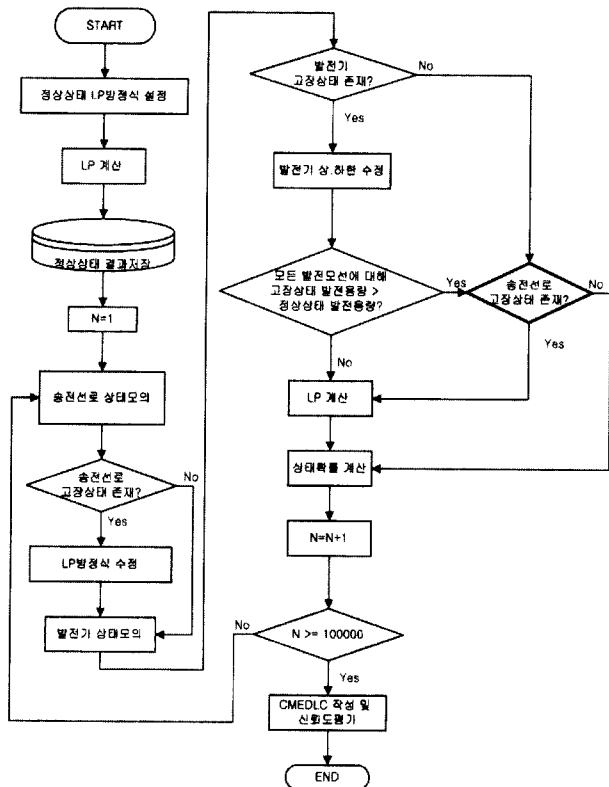 START
정상상태 LP방정식 설정
LP 계산
정상상태 결과저장
N=1
송전선로 상태모의
송전선로
고장상태 존재?
No
Yes
LP방정식 수정
발전기 상태모의
발전기
고장상태 존재?
No
Yes
발전기 상.하한 수정
모든 발전모선에 대해
고장상태 발전용량 >
정상상태 발전용량?
Yes
No
송전선로
고장상태 존재?
No
Yes
LP 계산
상태확률 계산
N=N+1
N >= 100000
No
Yes
CMEDLC 작성 및
신뢰도평가
END